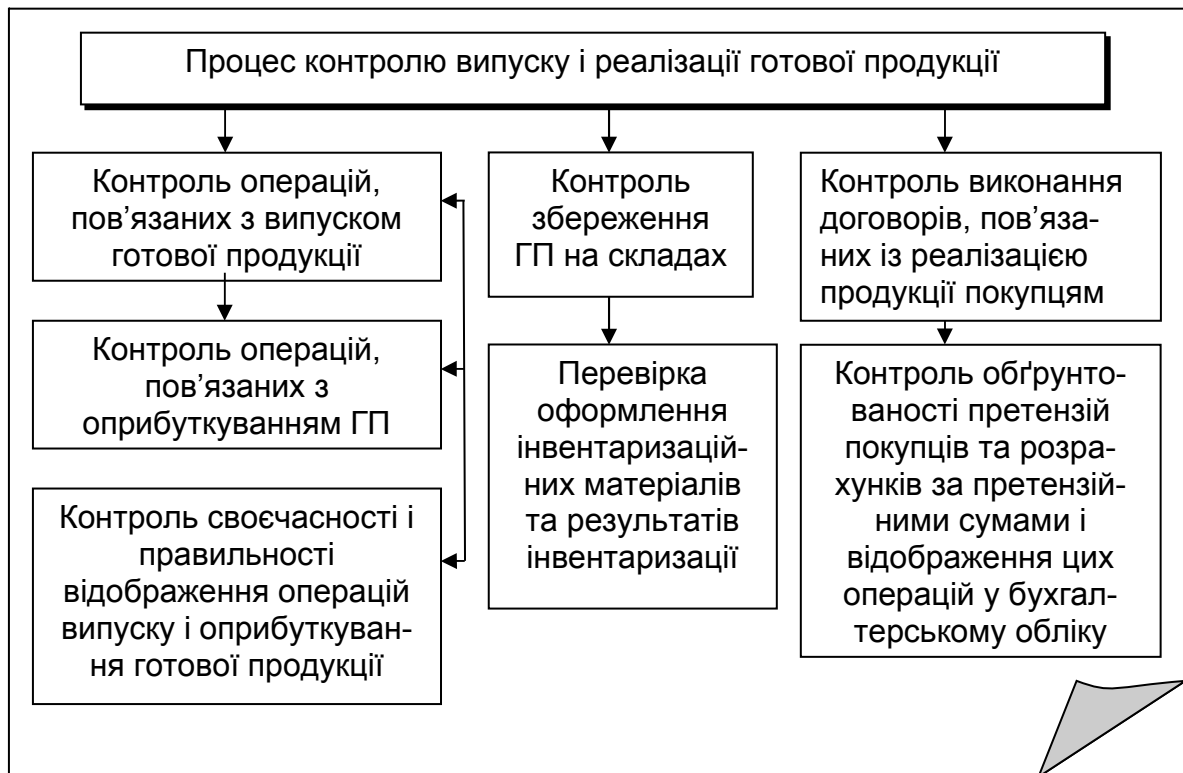 Процес контролю випуску і реалізації готової продукції
Контроль операцій,
пов’язаних з випуском
готової продукції
Контроль операцій,
пов’язаних з
оприбуткуванням ГП
Контроль своєчасності і
правильності
відображення операцій
випуску і оприбуткуван-
ня готової продукції
Контроль
збереження
ГП на складах
Перевірка
оформлення
інвентаризацій-
них матеріалів
та результатів
інвентаризації
Контроль виконання
договорів, пов’яза-
них із реалізацією
продукції покупцям
Контроль обґрунто-
ваності претензій
покупців та розра-
хунків за претензій-
ними сумами і
відображення цих
операцій у бухгал-
терському обліку